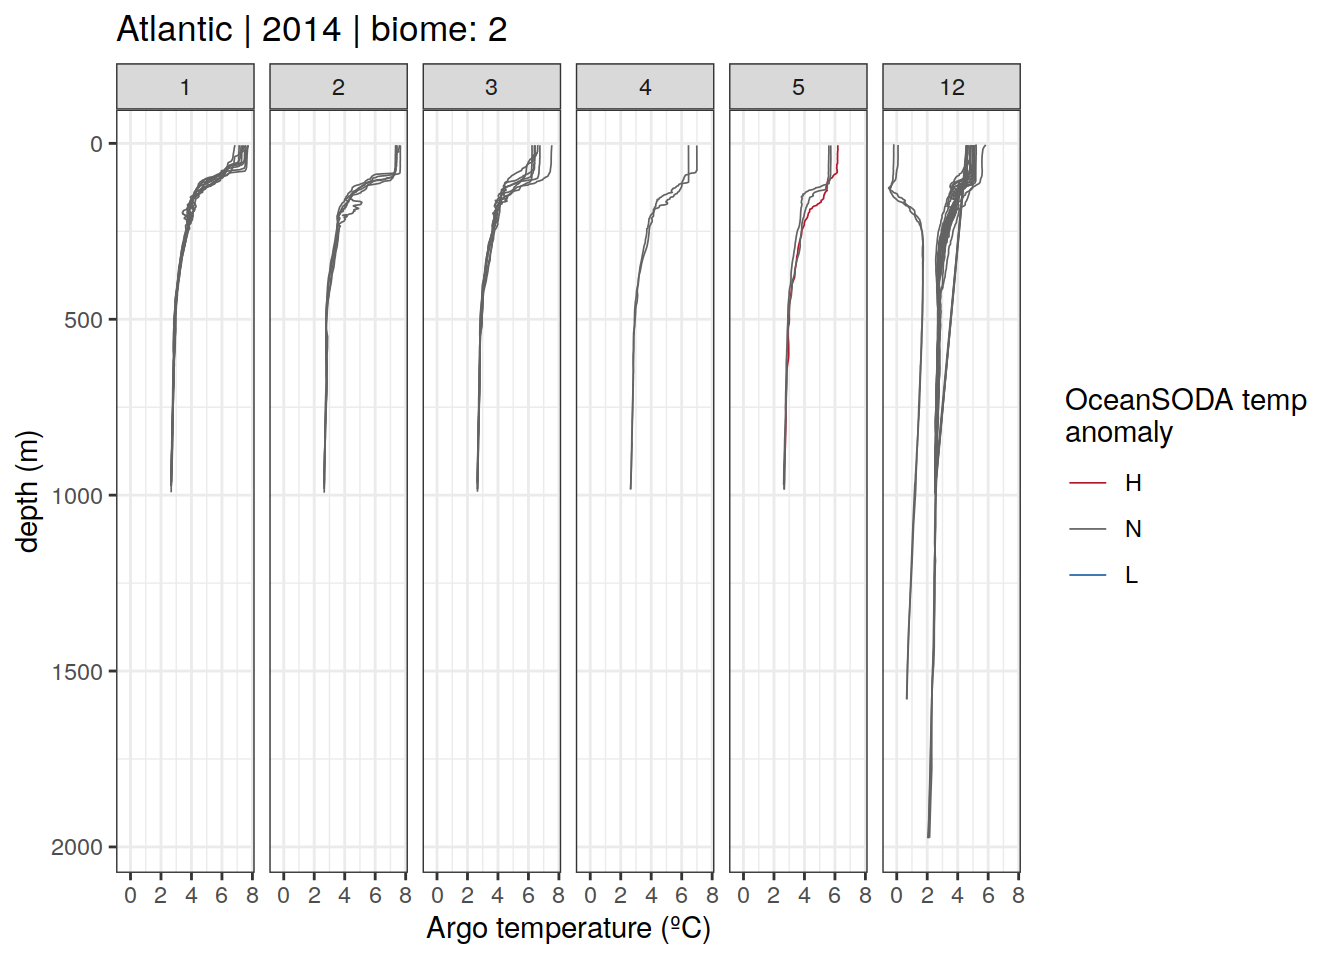 Atlantic | 2014 | biome: 2
1 2 3 4 5 12
0
500
1000
1500
2000
depth (m)
0 2 4 6 8 0 2 4 6 8 0 2 4 6 8 0 2 4 6 8 0 2 4 6 8 0 2 4 6 8
Argo temperature (ºC)
OceanSODA temp
anomaly
H
N
L